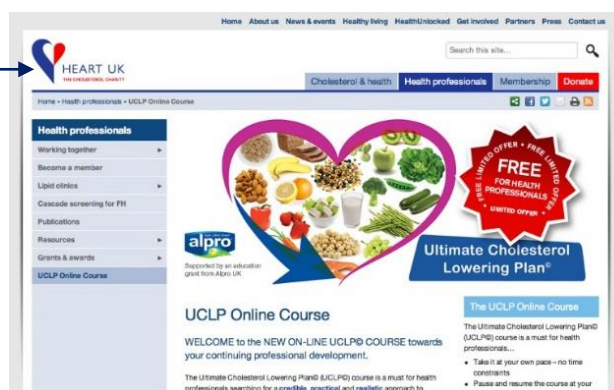 Home About us News & events Healthy living HealthUnlocked Get involved Partners Press Contact us
HEART UK
THE CHOLESTEROL CHARITY
Search this site...
Cholesterol & health Health professionals Membership Donate
Home • Health professionals • UCLP Online Course
Health professionals
Working together
Become a member
Lipid clinics
Cascade screening for FH
Publications
Resources
Grants & awards
UCLP Online Course
alpro
Supported by an education
grant from Alpro UK
LIMITED OFFER • FREE
FREE
FOR HEALTH
PROFESSIONALS
LIMITED OFFER
Ultimate Cholesterol
Lowering Plan©
UCLP Online Course
WELCOME to the NEW ON-LINE UCLP© COURSE towards
your continuing professional development.
The Ultimate Cholesterol Lowering Plan© (UCLP©) course is a must for health
professionals searching for a credible, practical and realistic approach to
The UCLP Online Course
The Ultimate Cholesterol Lowering Plan©
(UCLP©) course is a must for health
professionals...
• Take it at your own pace – no time
constraints
• Pause and resume the course at your